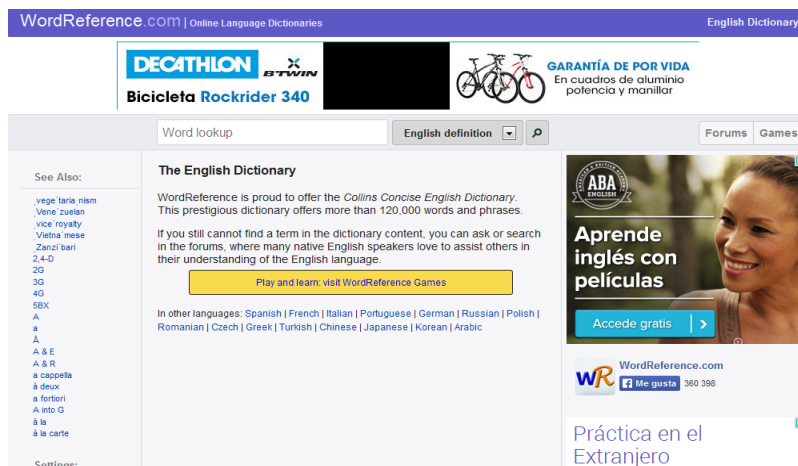 WordReference.com | Online Language Dictionaries
English Dictionary
DECATHLON BTWIN
Bicicleta Rockrider 340
GARANTÍA DE POR VIDA
En cuadros de aluminio
potencia y manillar
Word lookup
English definition
Forums
Games
See Also:
ˌvegeˈtariaˌnism
ˌVeneˈzuelan
ˌviceˈroyalty
ˌVietnaˈmese
ˌZanziˈbari
2,4-D
2G
3G
4G
5BX
A
a
Å
A & E
A & R
a cappella
à deux
a fortiori
A into G
à la
à la carte
Settings:
The English Dictionary
WordReference is proud to offer the Collins Concise English Dictionary.
This prestigious dictionary offers more than 120,000 words and phrases.
If you still cannot find a term in the dictionary content, you can ask or search
in the forums, where many native English speakers love to assist others in
their understanding of the English language.
Play and learn: visit WordReference Games
In other languages: Spanish | French | Italian | Portuguese | German | Russian | Polish |
Romanian | Czech | Greek | Turkish | Chinese | Japanese | Korean | Arabic
ABA
ENGLISH
Aprende
inglés con
películas
Accede gratis
WR
WordReference.com
Me gusta 360 398
Práctica en el
Extranjero